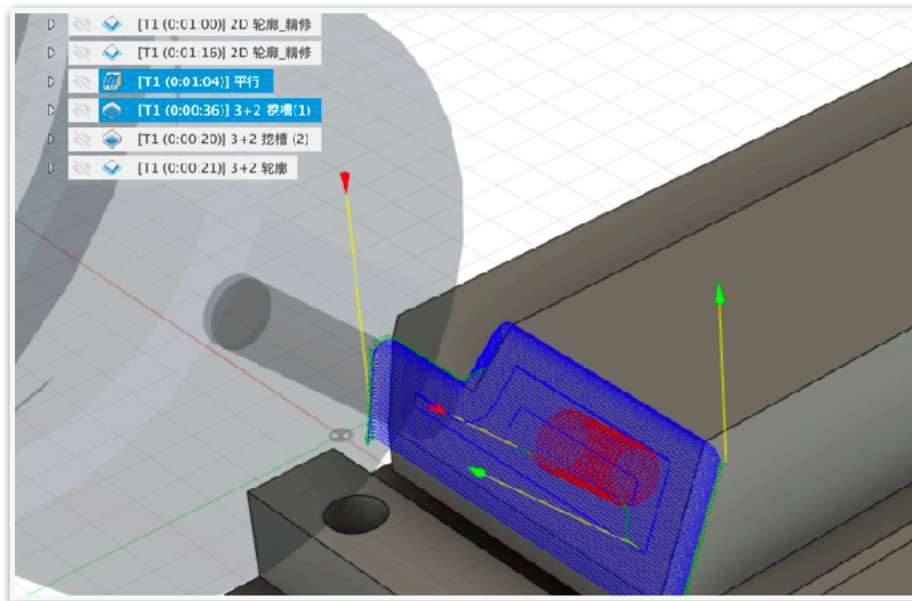 [T1 (0:01:00)] 2D 轮廓_精修
[T1 (0:01:16)] 2D 轮廓_精修
[T1 (0:01:04)] 平行
[T1 (0:00:36)] 3+2 挖槽(1)
[T1 (0:00:20)] 3+2 挖槽 (2)
[T1 (0:00:21)] 3+2 轮廓